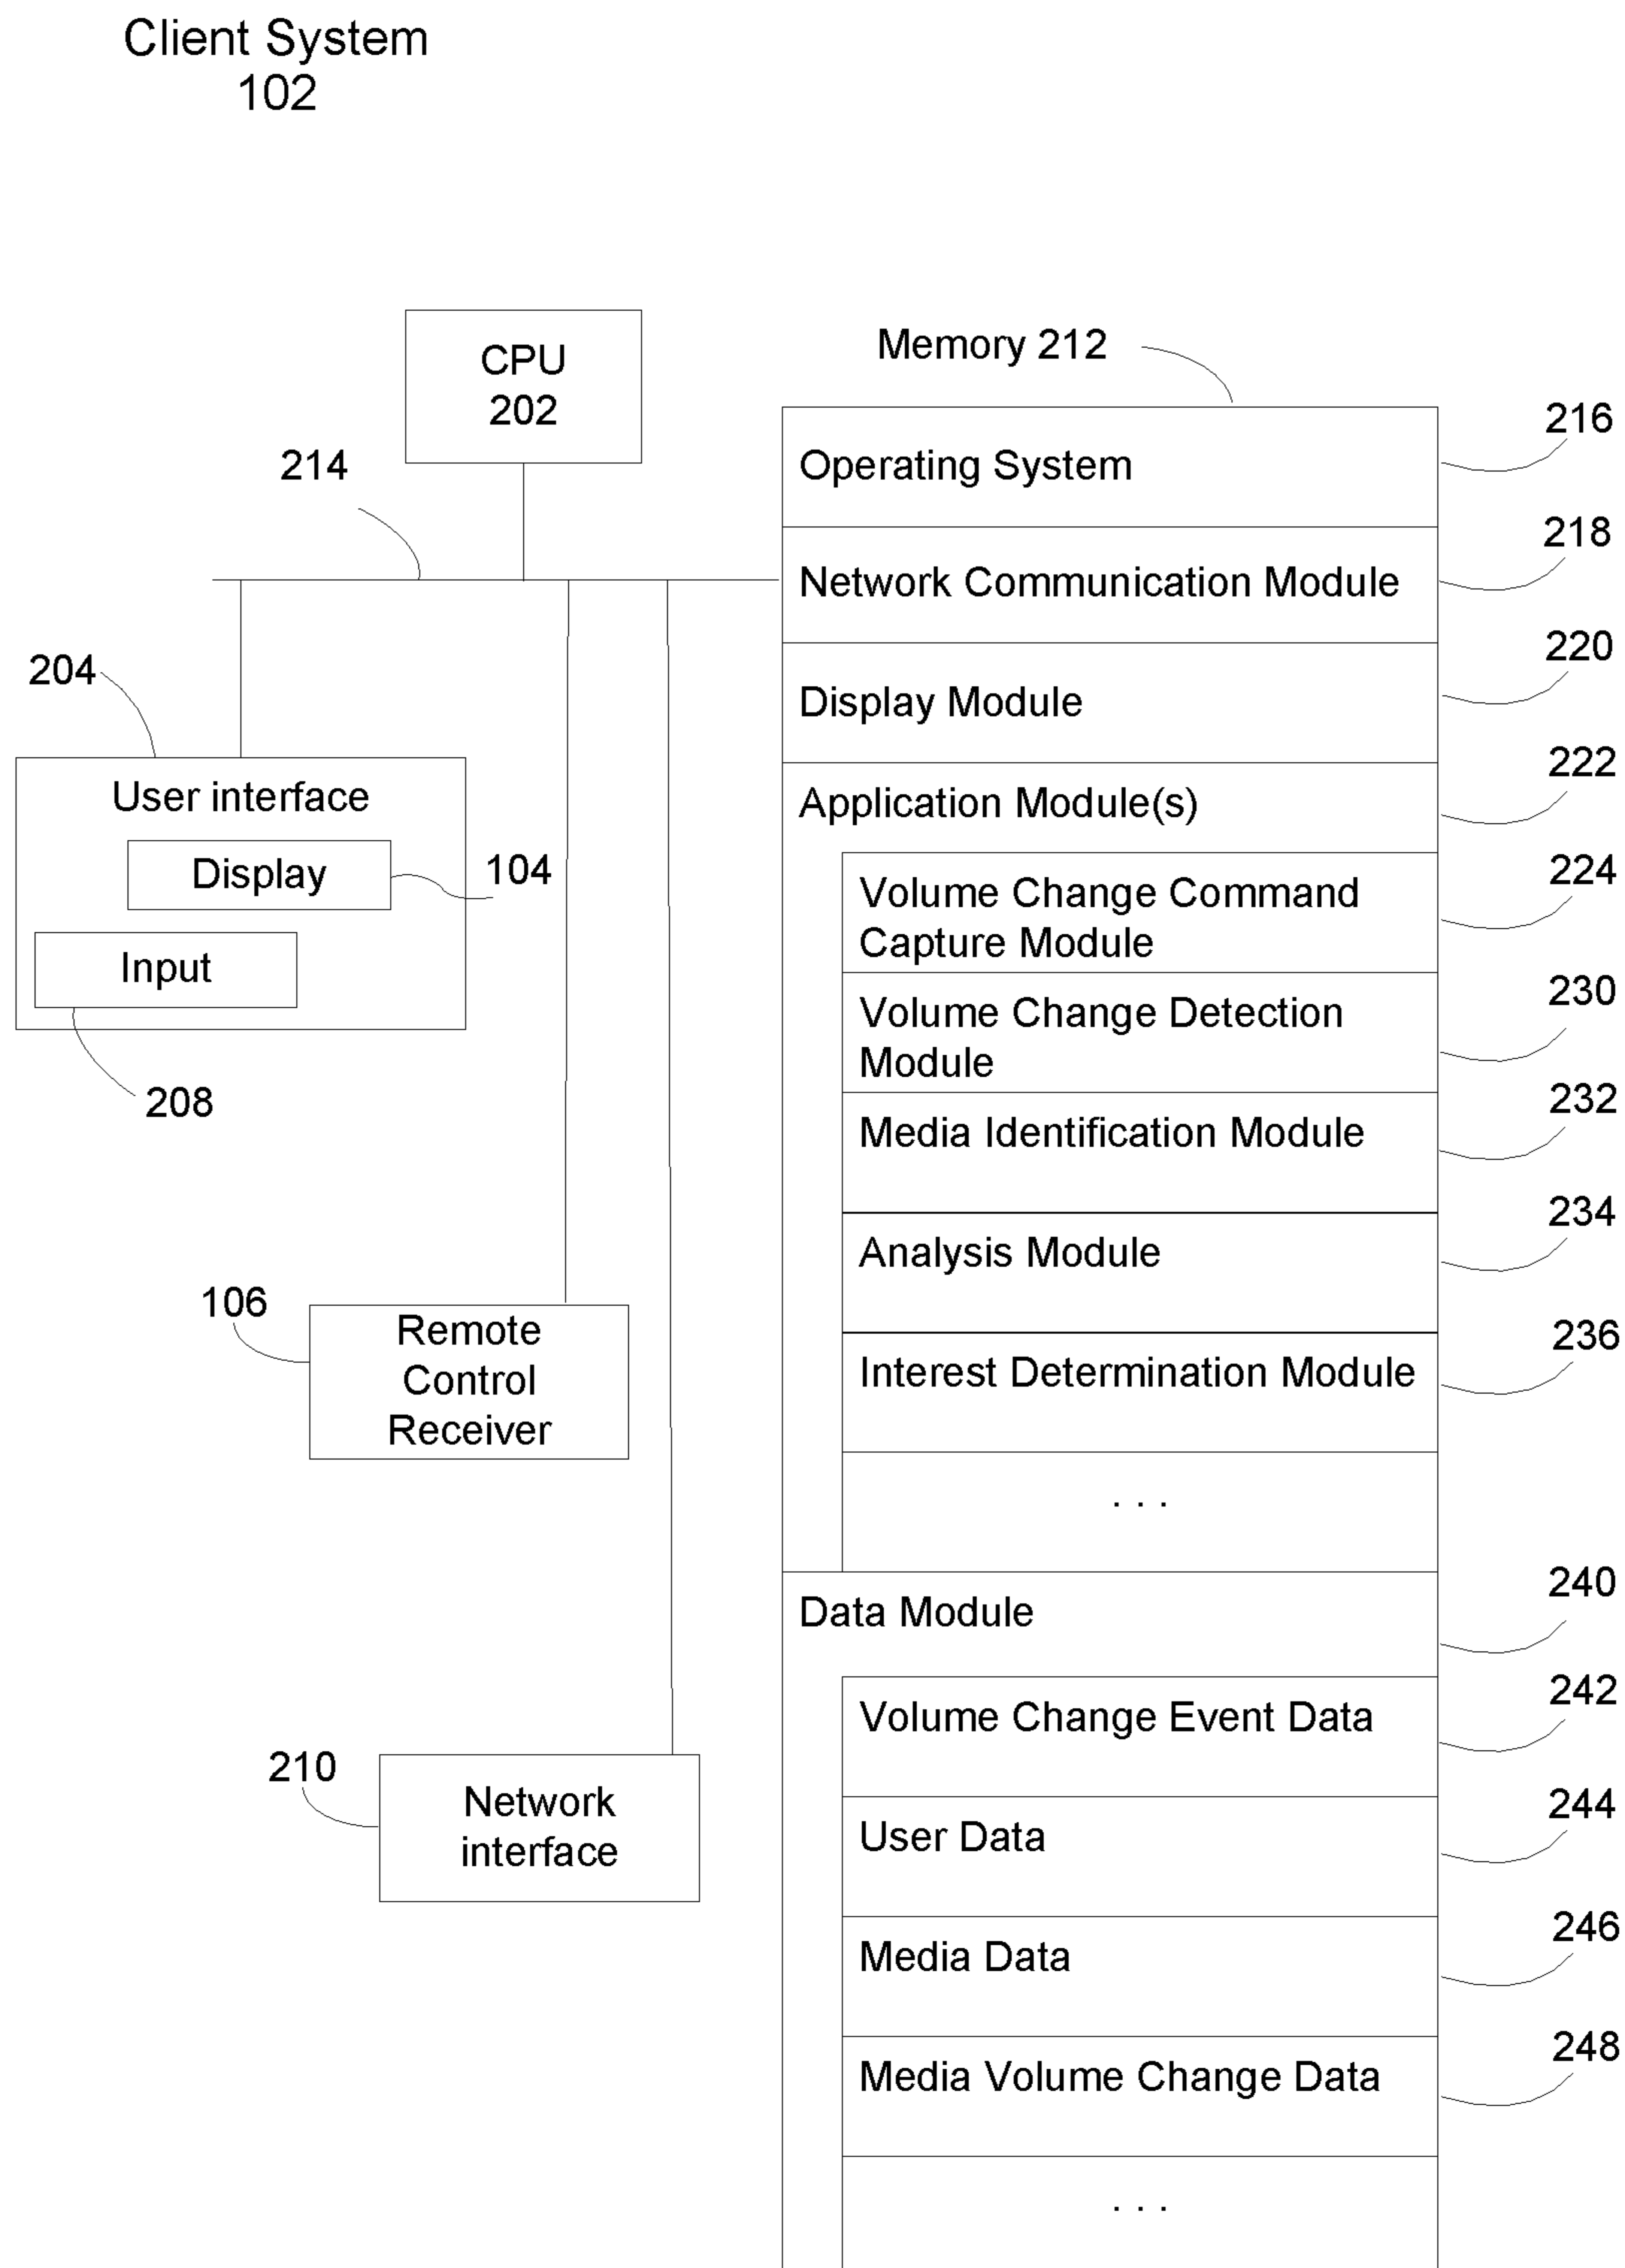 Client System
102
CPU
202
214
204
User interface
Display
104
Input
208
106
Remote
Control
Receiver
210
Network
interface
Memory 212
Operating System
216
Network Communication Module
218
Display Module
220
Application Module(s)
222
Volume Change Command
Capture Module
224
Volume Change Detection
Module
230
Media Identification Module
232
Analysis Module
234
Interest Determination Module
236
. . .
Data Module
240
Volume Change Event Data
242
User Data
244
Media Data
246
Media Volume Change Data
248
. . .